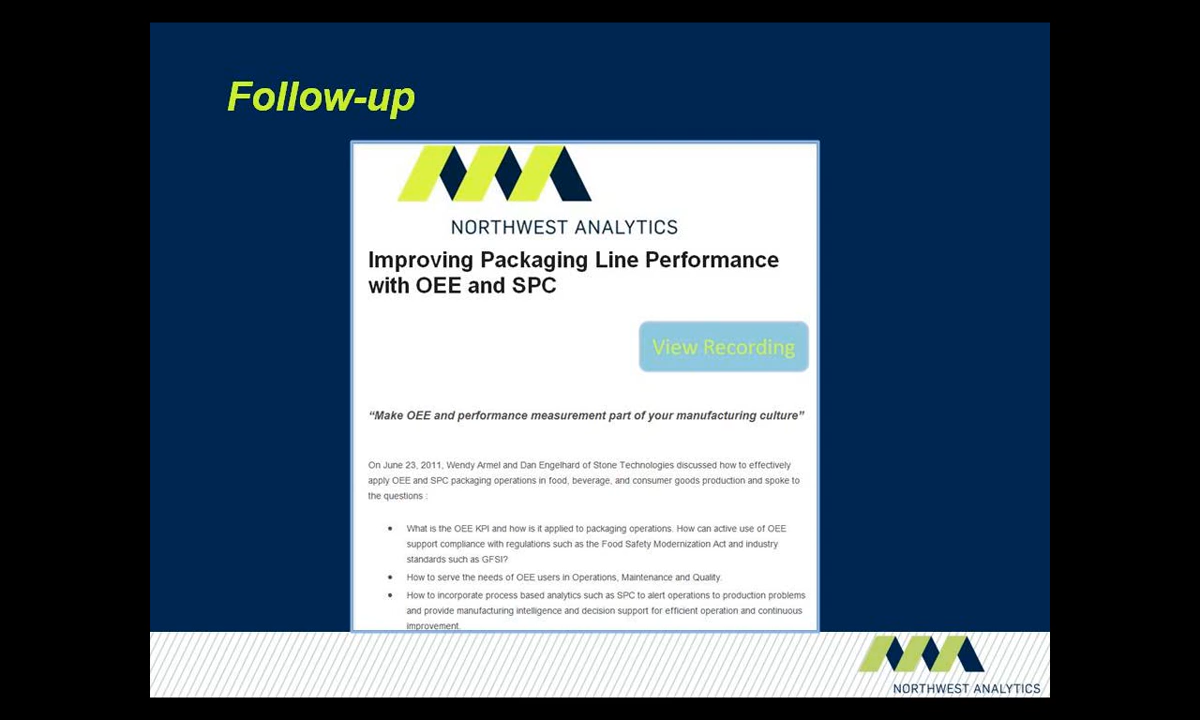 Follow-up
NORTHWEST ANALYTICS
Improving Packaging Line Performance
with OEE and SPC
View Recording
“Make OEE and performance measurement part of your manufacturing culture”
On June 23, 2011, Wendy Armel and Dan Engelhard of Stone Technologies discussed how to effectively
apply OEE and SPC packaging operations in food, beverage, and consumer goods production and spoke to
the questions :
• What is the OEE KPI and how is it applied to packaging operations. How can active use of OEE
support compliance with regulations such as the Food Safety Modernization Act and industry
standards such as GFSI?
• How to serve the needs of OEE users in Operations, Maintenance and Quality.
• How to incorporate process based analytics such as SPC to alert operations to production problems
and provide manufacturing intelligence and decision support for efficient operation and continuous
improvement.
NORTHWEST ANALYTICS